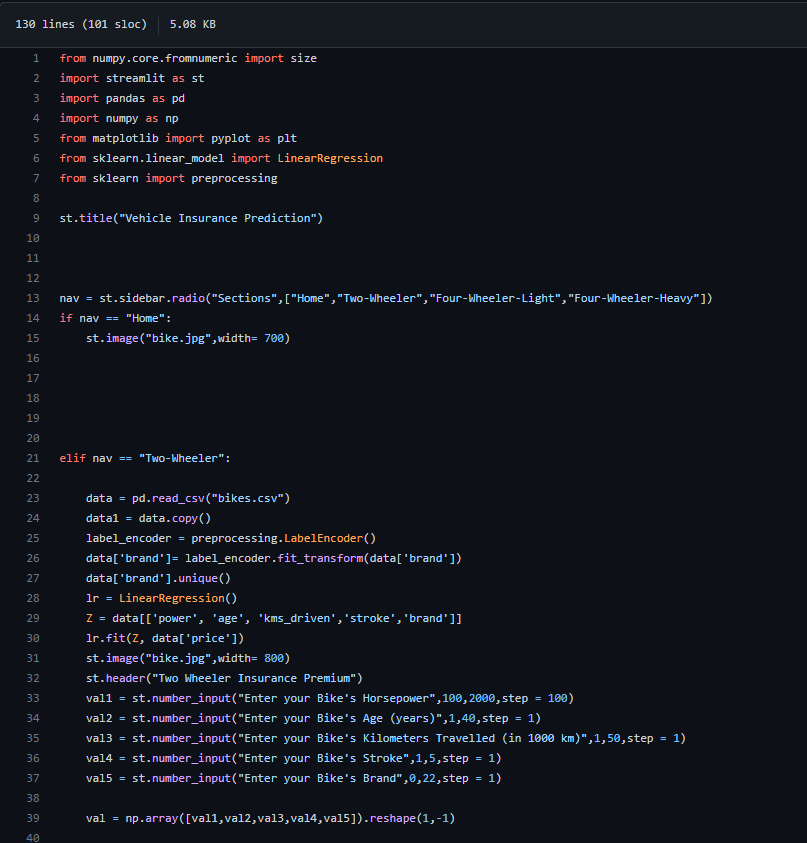 130 lines (101 sloc) 5.08 KB
1 from numpy.core.fromnumeric import size
2 import streamlit as st
3 import pandas as pd
4 import numpy as np
5 from matplotlib import pyplot as plt
6 from sklearn.linear_model import LinearRegression
7 from sklearn import preprocessing
8
9 st.title("Vehicle Insurance Prediction")
10
11
12
13 nav = st.sidebar.radio("Sections",["Home","Two-Wheeler","Four-Wheeler-Light","Four-Wheeler-Heavy"])
14 if nav == "Home":
15     st.image("bike.jpg",width= 700)
16
17
18
19
20
21 elif nav == "Two-Wheeler":
22
23     data = pd.read_csv("bikes.csv")
24     data1 = data.copy()
25     label_encoder = preprocessing.LabelEncoder()
26     data['brand']= label_encoder.fit_transform(data['brand'])
27     data['brand'].unique()
28     lr = LinearRegression()
29     Z = data[['power', 'age', 'kms_driven','stroke','brand']]
30     lr.fit(Z, data['price'])
31     st.image("bike.jpg",width= 800)
32     st.header("Two Wheeler Insurance Premium")
33     val1 = st.number_input("Enter your Bike's Horsepower",100,2000,step = 100)
34     val2 = st.number_input("Enter your Bike's Age (years)",1,40,step = 1)
35     val3 = st.number_input("Enter your Bike's Kilometers Travelled (in 1000 km)",1,50,step = 1)
36     val4 = st.number_input("Enter your Bike's Stroke",1,5,step = 1)
37     val5 = st.number_input("Enter your Bike's Brand",0,22,step = 1)
38
39     val = np.array([val1,val2,val3,val4,val5]).reshape(1,-1)
40